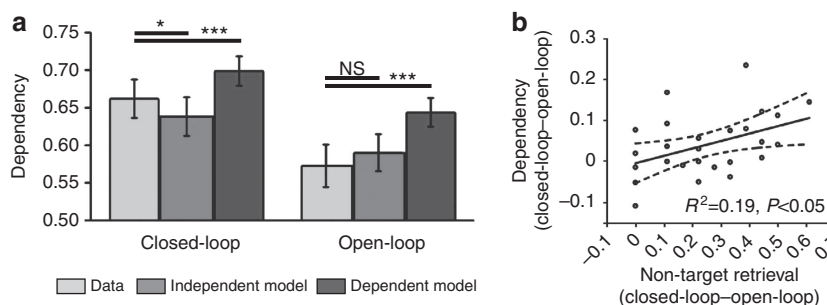 a
b
0.75
0.70
0.65
0.60
0.55
0.50
Dependency
*
***
NS
***
Closed-loop
Open-loop
Data
Independent model
Dependent model
0.3
0.2
0.1
0
–0.1
Dependency
(closed-loop–open-loop)
R²=0.19, P<0.05
–0.1
0
0.1
0.2
0.3
0.4
0.5
0.6
Non-target retrieval
(closed-loop–open-loop)